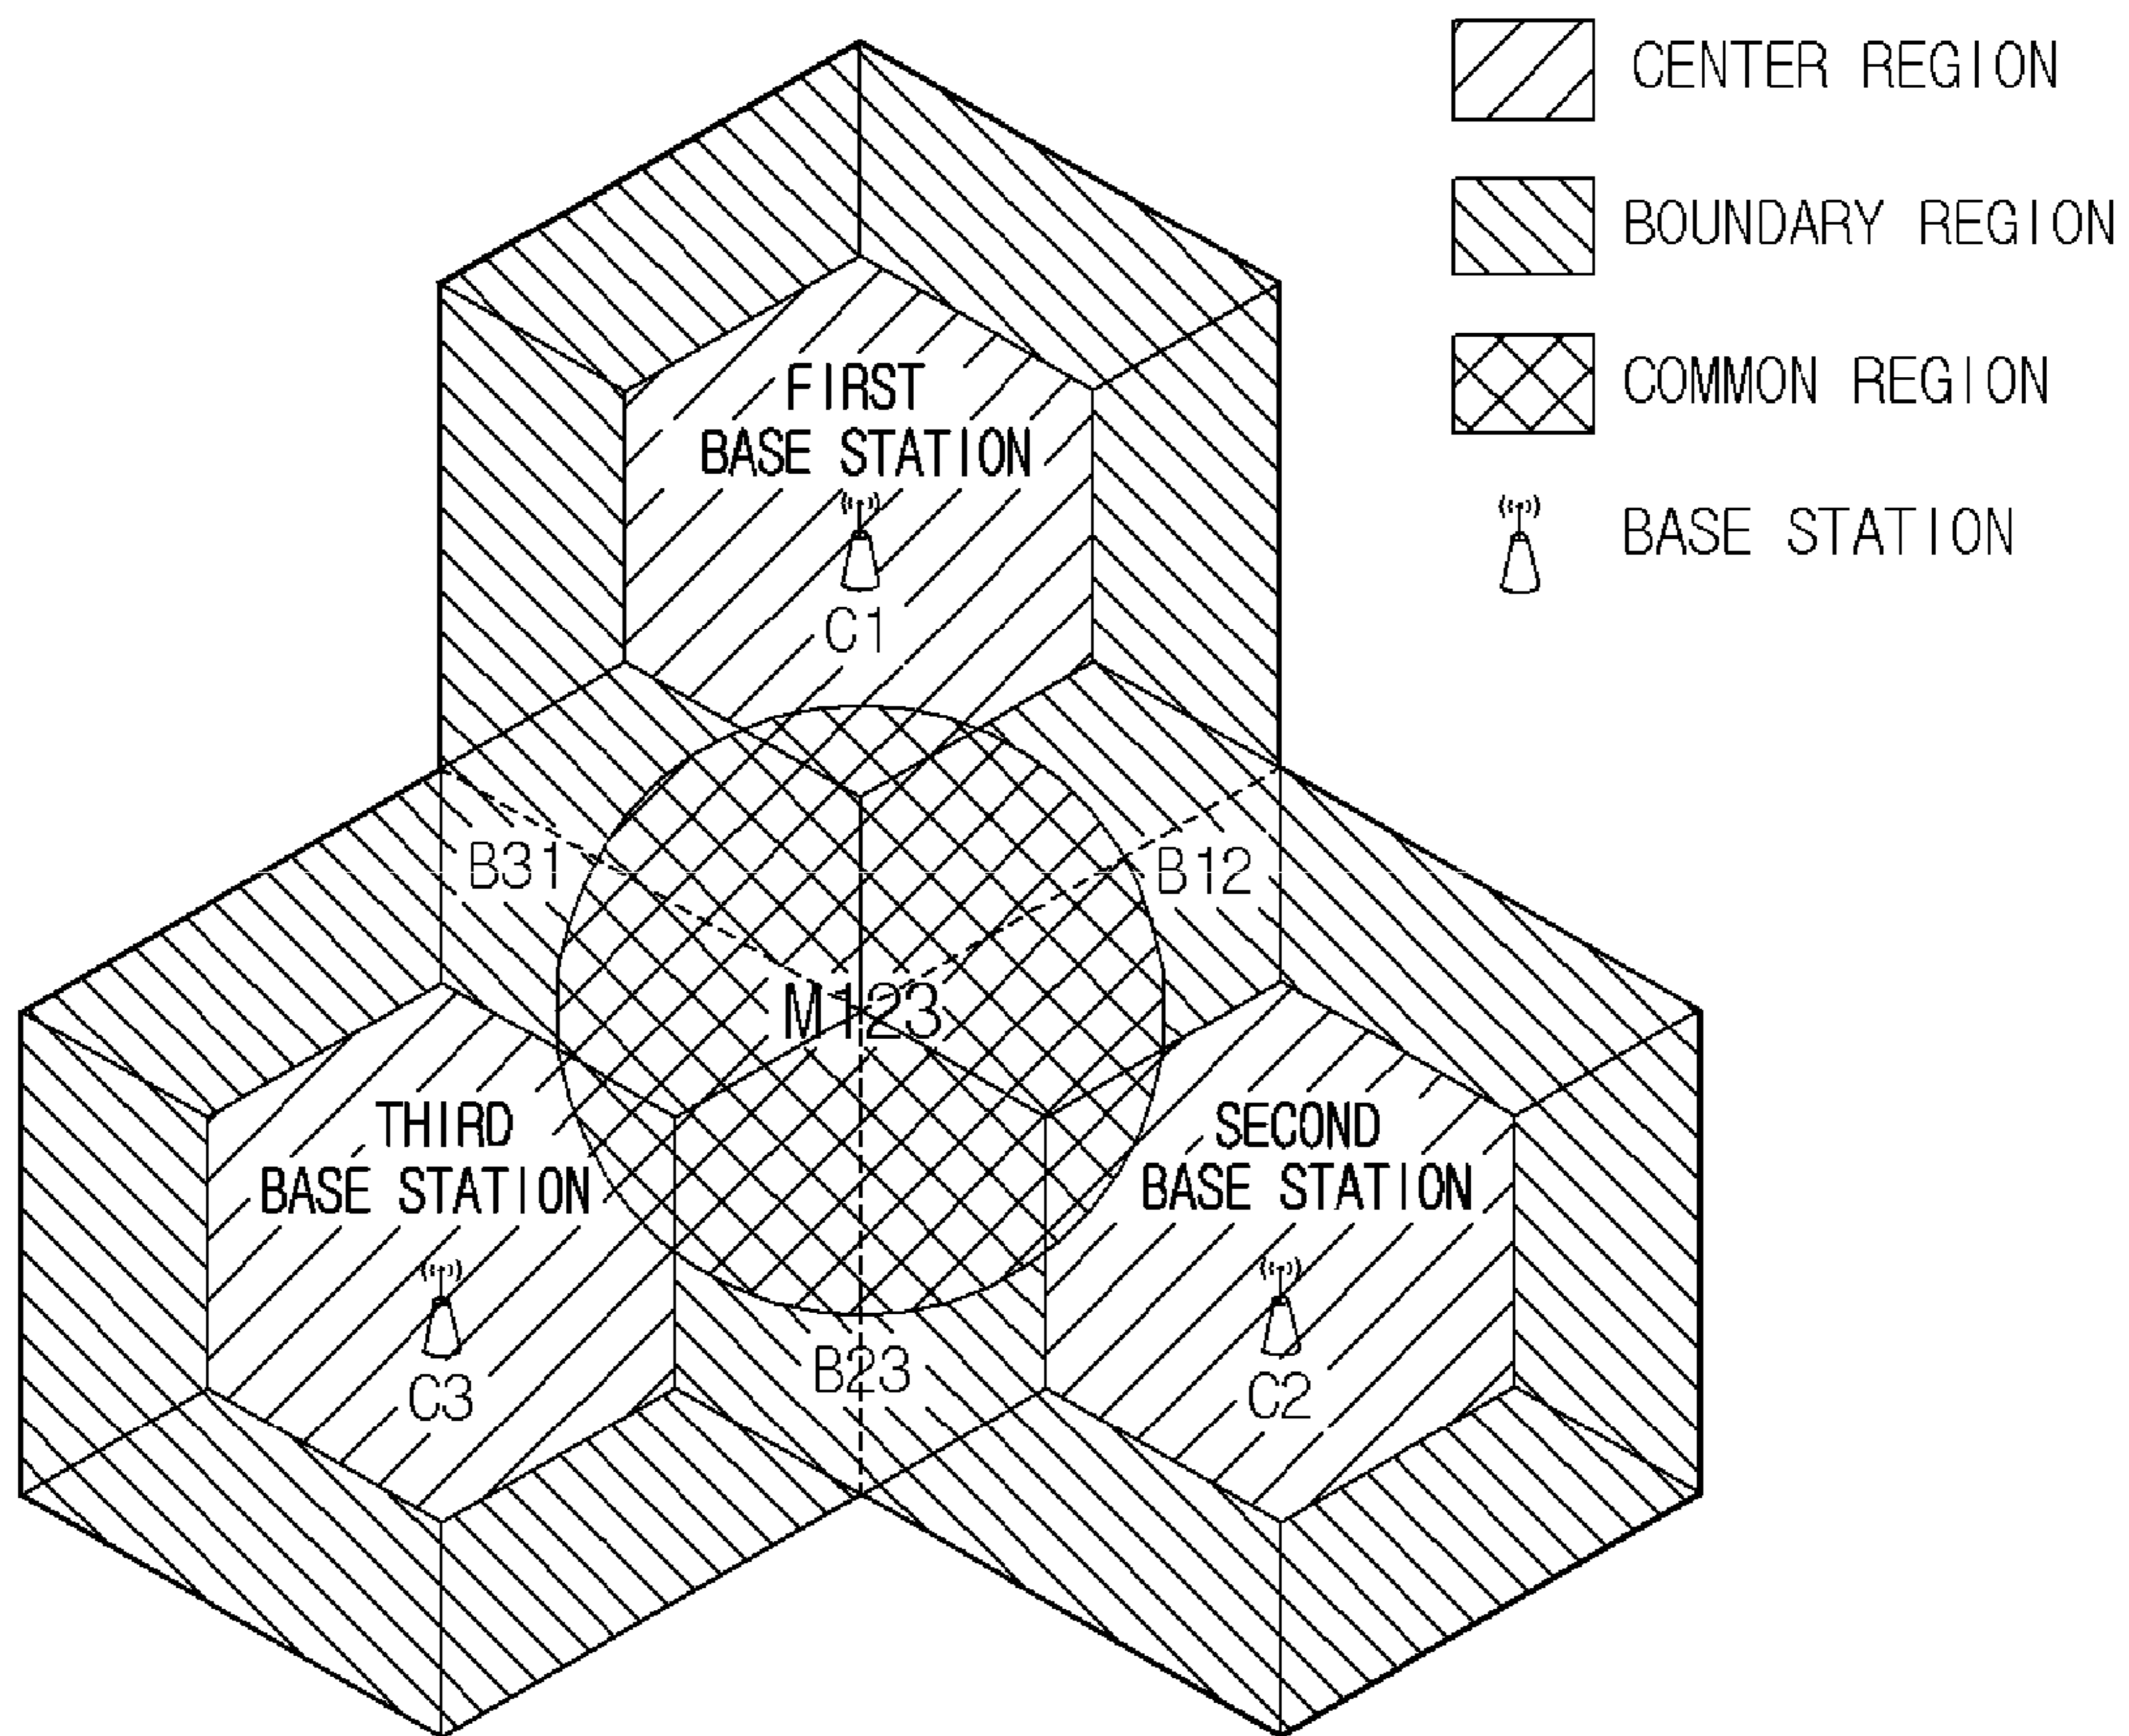 CENTER REGION
BOUNDARY REGION
COMMON REGION
BASE STATION
FIRST
BASE STATION
C1
B31
B12
M123
THIRD
BASE STATION
C3
SECOND
BASE STATION
C2
B23